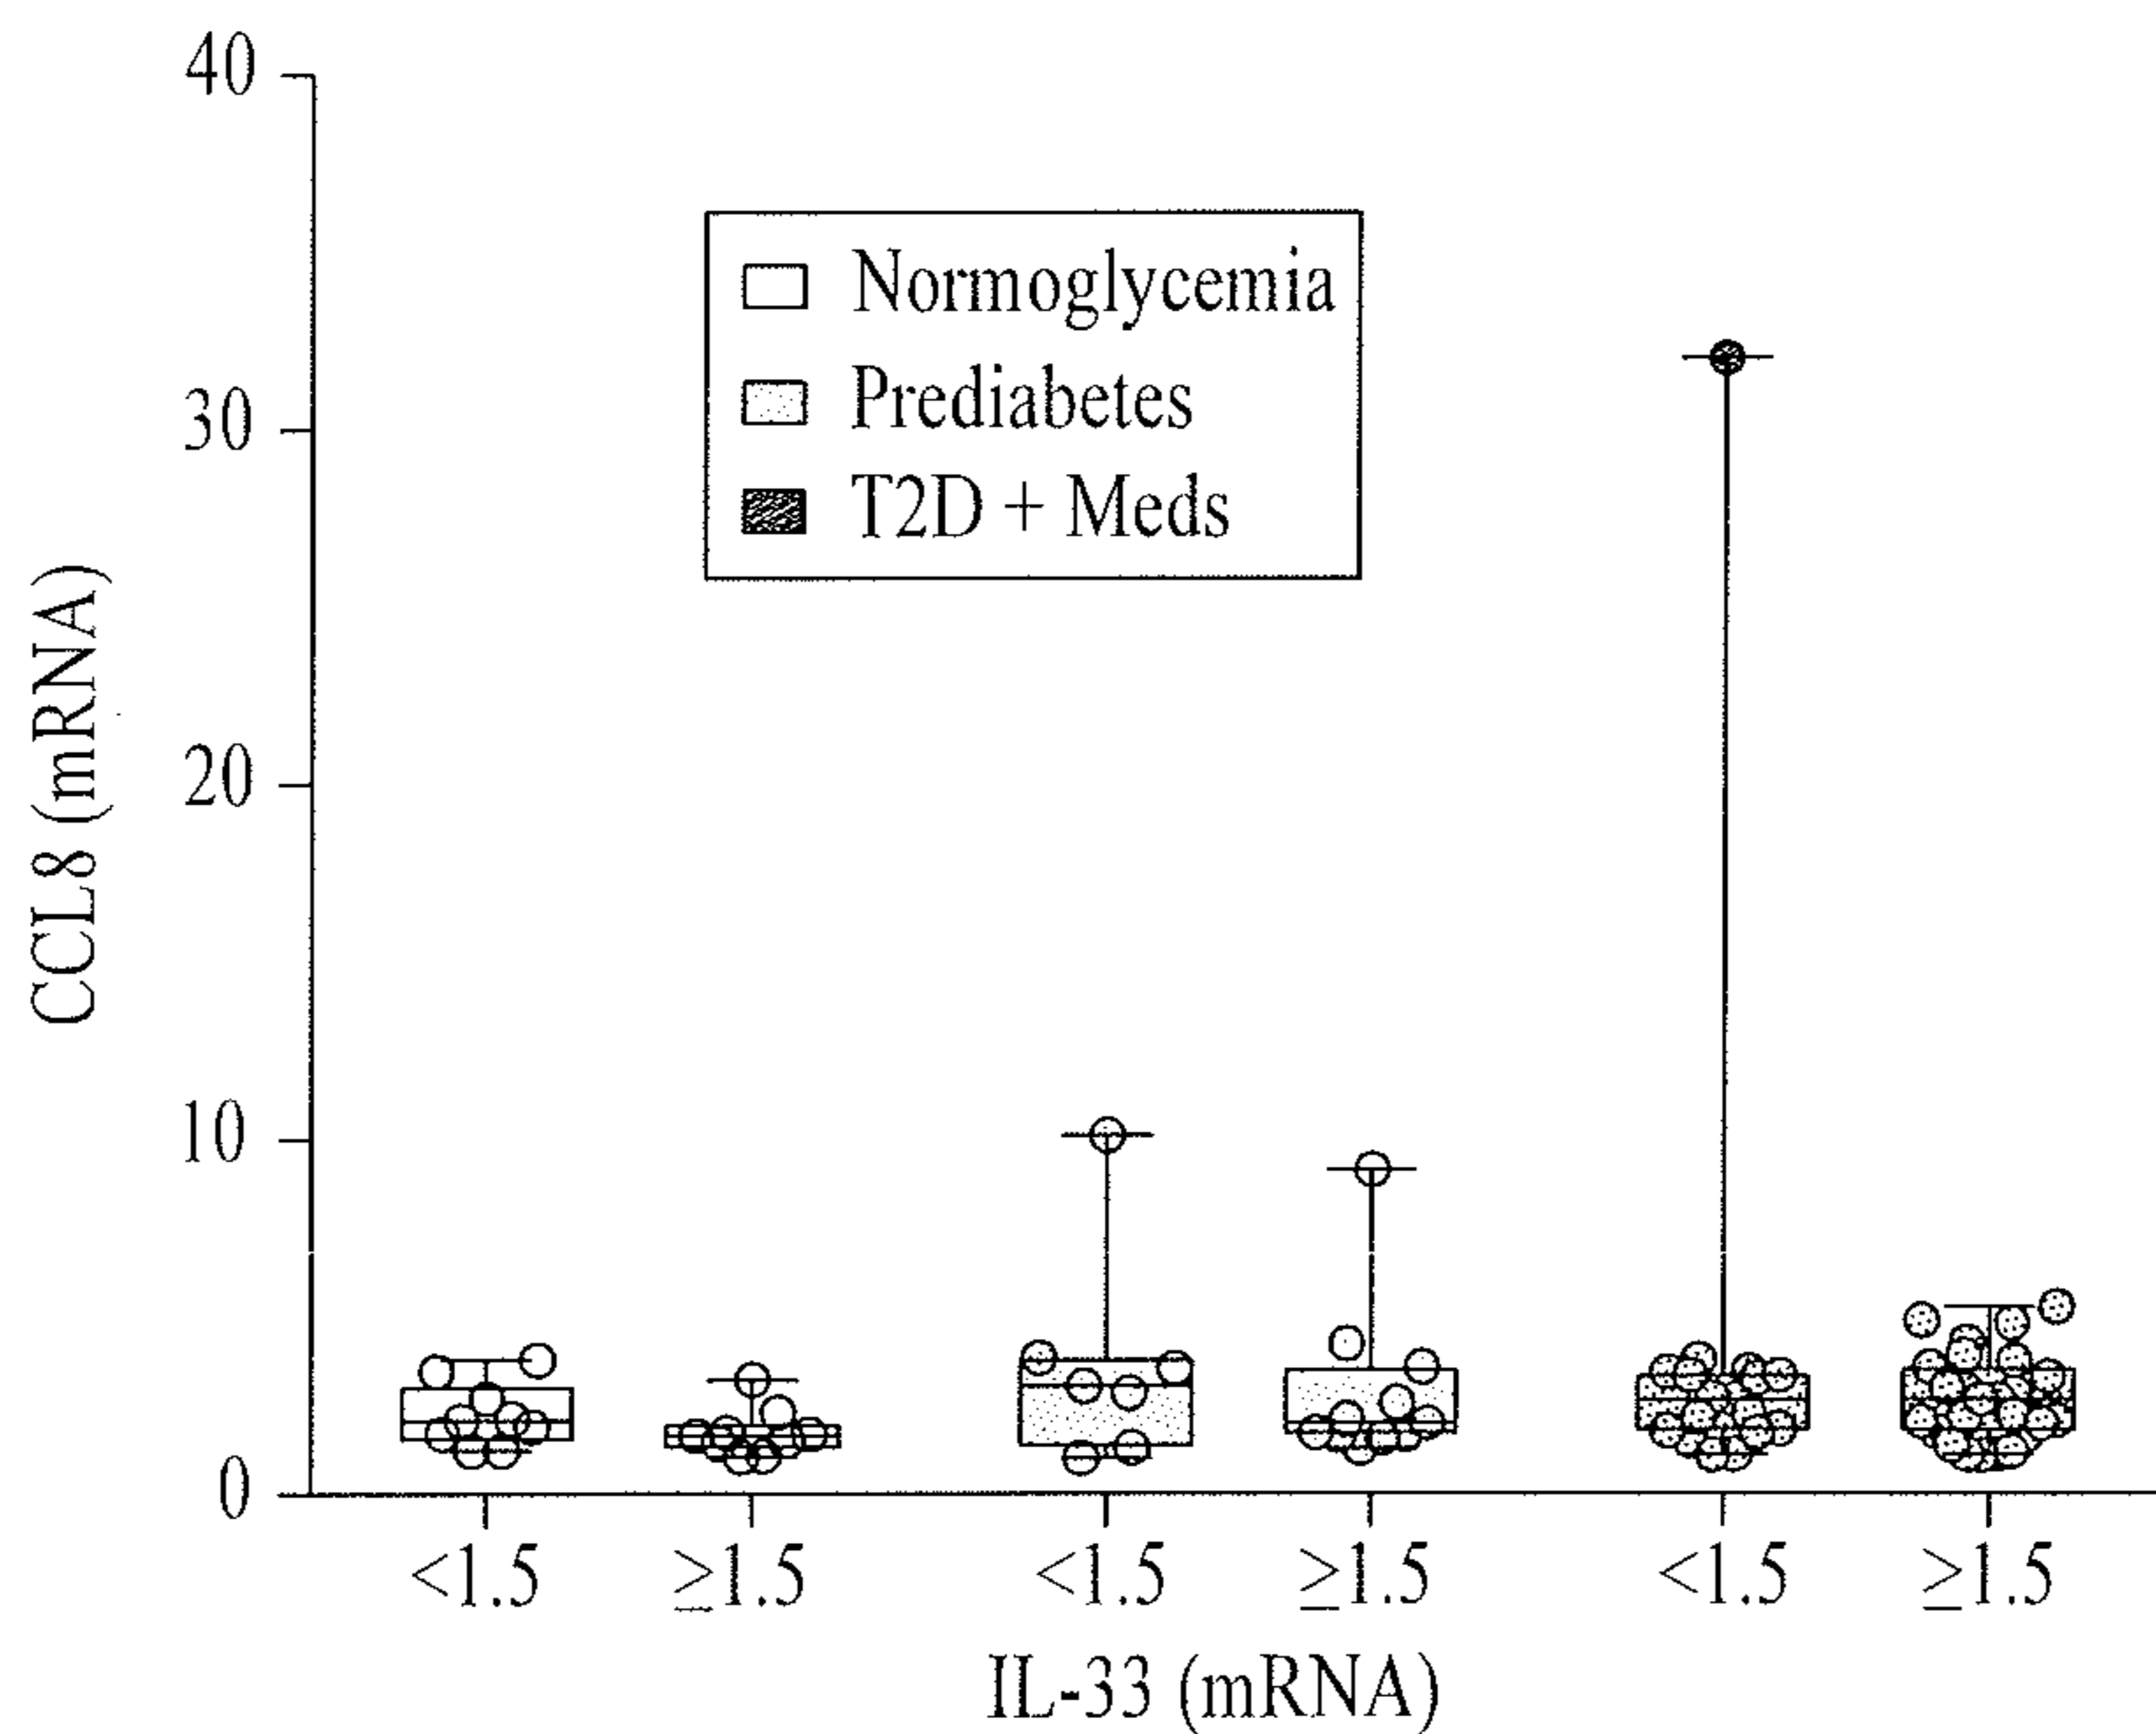 40
30
20
10
0
CCL8 (mRNA)
Normoglycemia
Prediabetes
T2D + Meds
<1.5 ≥1.5 <1.5 ≥1.5 <1.5 ≥1.5
IL-33 (mRNA)